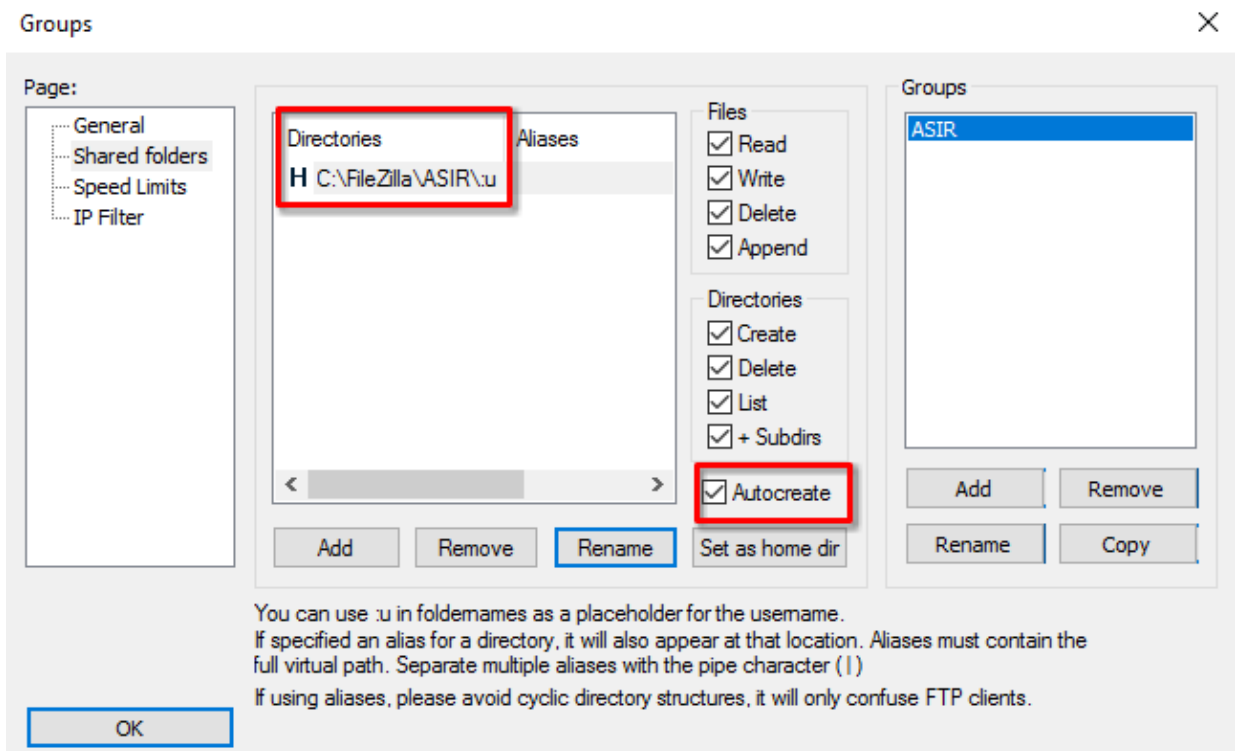 Groups
Page:
General
Shared folders
Speed Limits
IP Filter
Directories Aliases
H C:\FileZilla\ASIR\:u
Files
Read
Write
Delete
Append
Directories
Create
Delete
List
+ Subdirs
Autocreate
Add Remove Rename Set as home dir
Groups
ASIR
Add Remove
Rename Copy
You can use :u in foldernames as a placeholder for the username.
If specified an alias for a directory, it will also appear at that location. Aliases must contain the
full virtual path. Separate multiple aliases with the pipe character (|)
If using aliases, please avoid cyclic directory structures, it will only confuse FTP clients.
OK